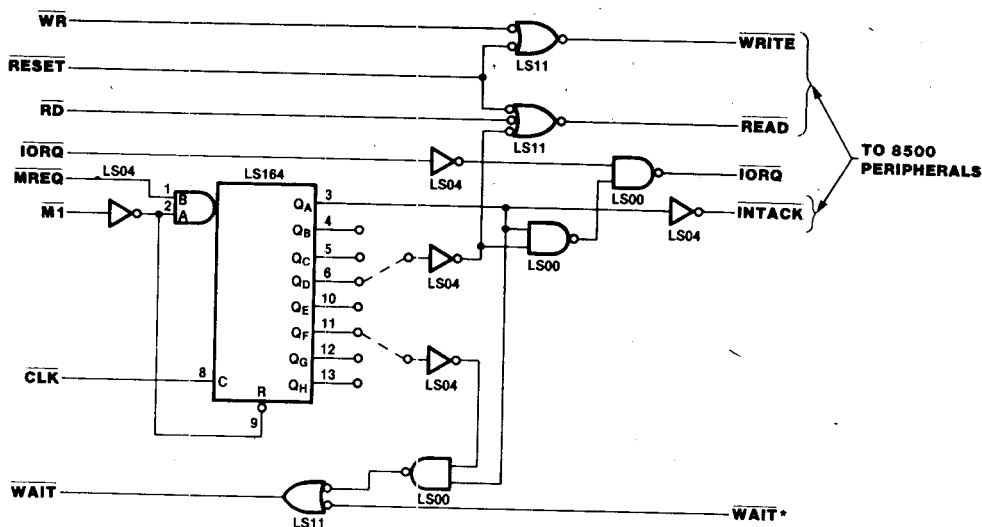 WR
LS11
WRITE
RESET
RD
LS11
READ
IORQ
LS04
LS00
IORQ
TO 8500
PERIPHERALS
MREQ
LS04
LS164
M1
1
B
2
A
QA
3
LS04
INTACK
QB
4
LS00
QC
5
QD
6
LS04
QE
10
QF
11
QG
12
LS04
CLK
8
C
QH
13
R
9
WAIT
LS11
LS00
WAIT*